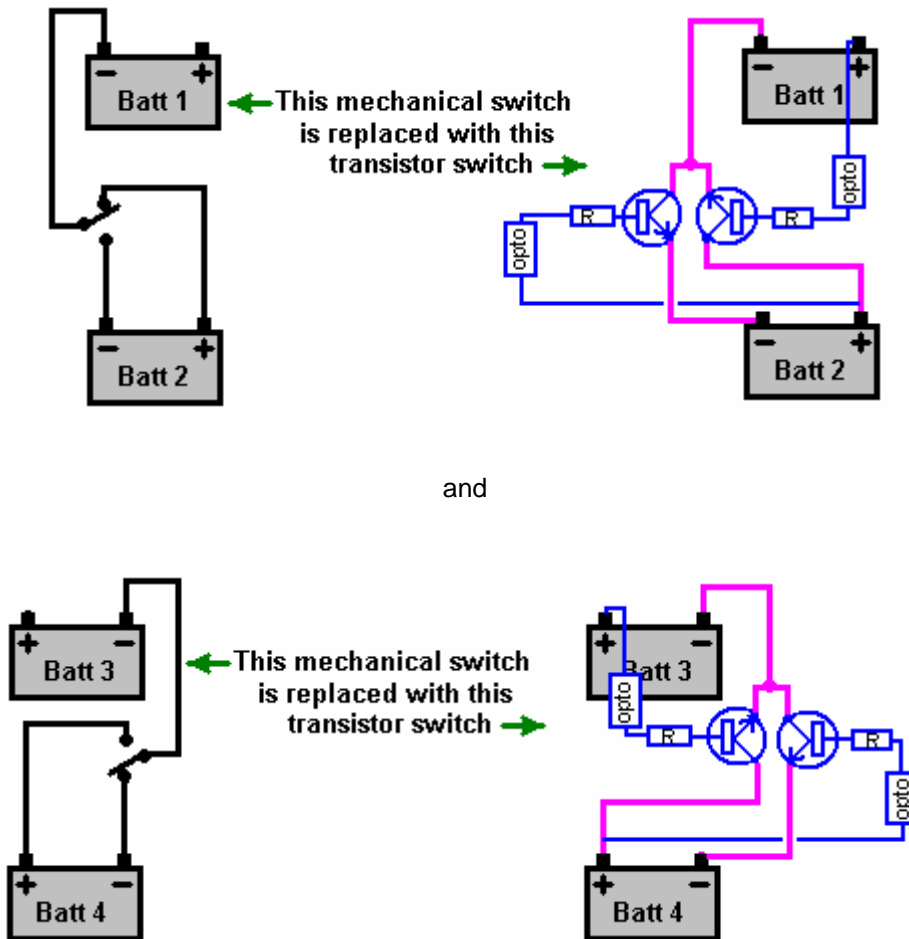 − +
Batt 1
This mechanical switch
is replaced with this
transistor switch
− +
Batt 1
opto
R
R
opto
− +
Batt 2
− +
Batt 2
and
+ −
Batt 3
This mechanical switch
is replaced with this
transistor switch
+ −
Batt 3
opto
R
R
opto
+ −
Batt 4
+ −
Batt 4